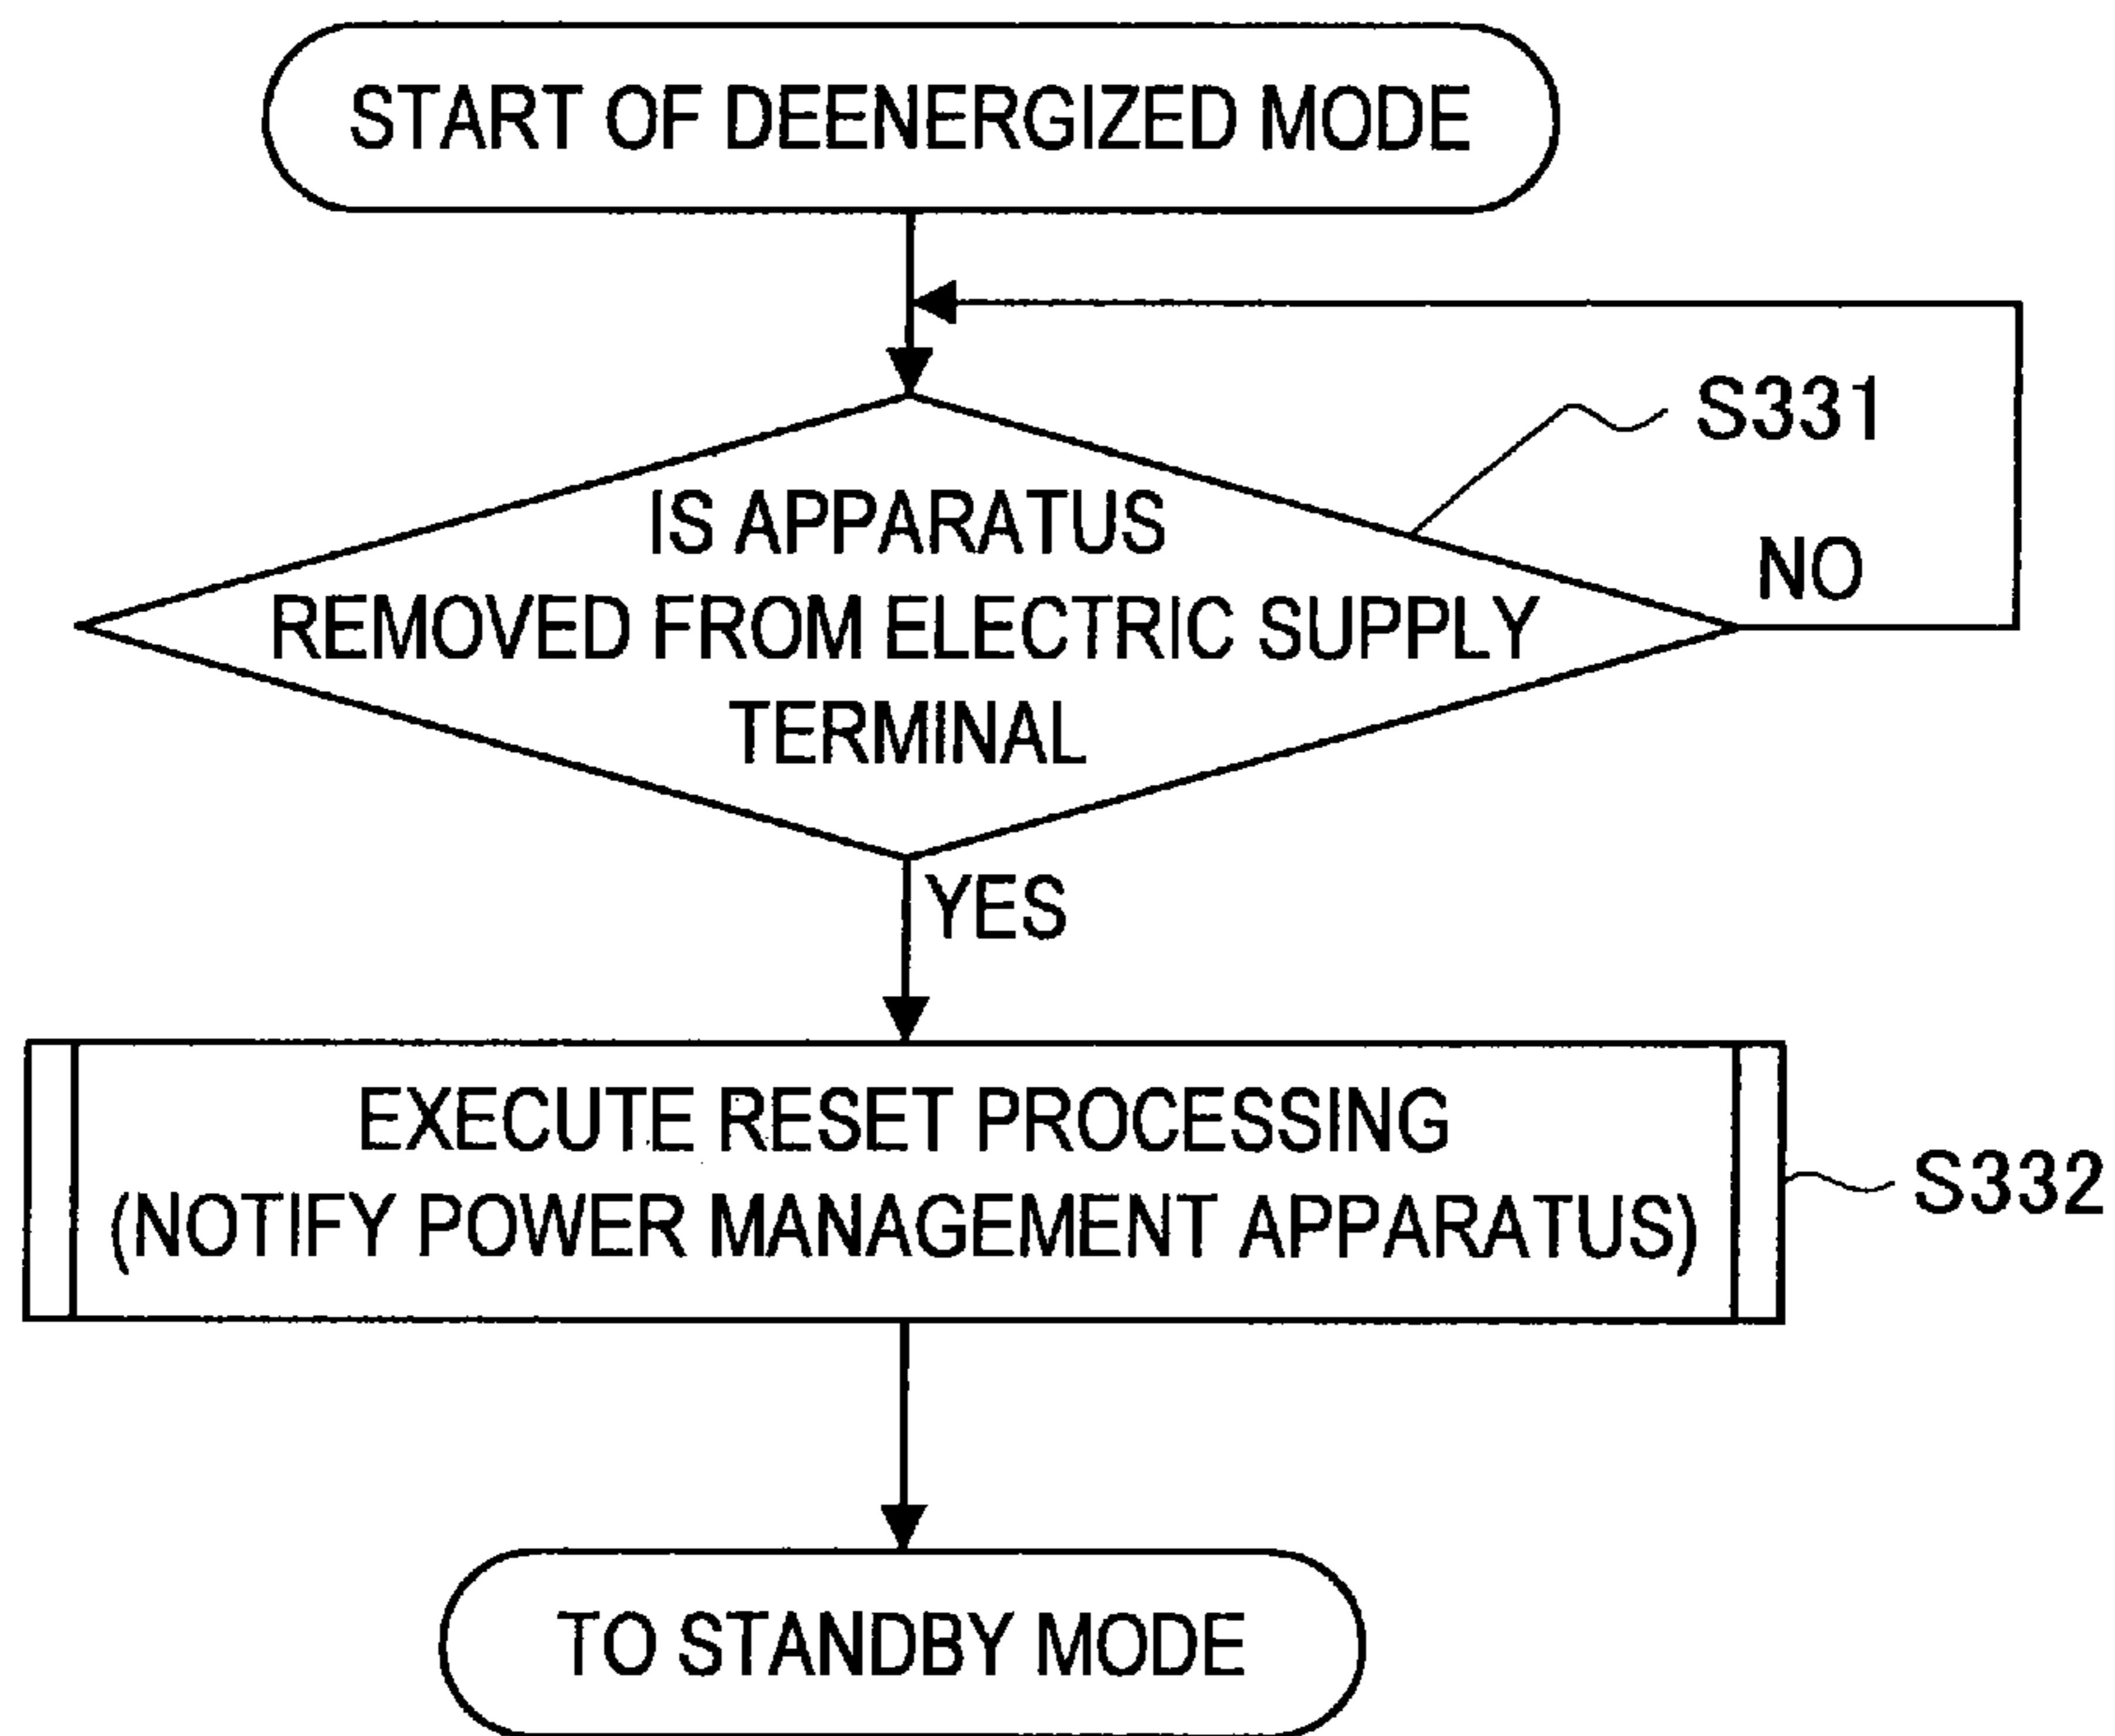 START OF DEENERGIZED MODE
S331
IS APPARATUS
REMOVED FROM ELECTRIC SUPPLY
TERMINAL
NO
YES
EXECUTE RESET PROCESSING
(NOTIFY POWER MANAGEMENT APPARATUS)
S332
TO STANDBY MODE